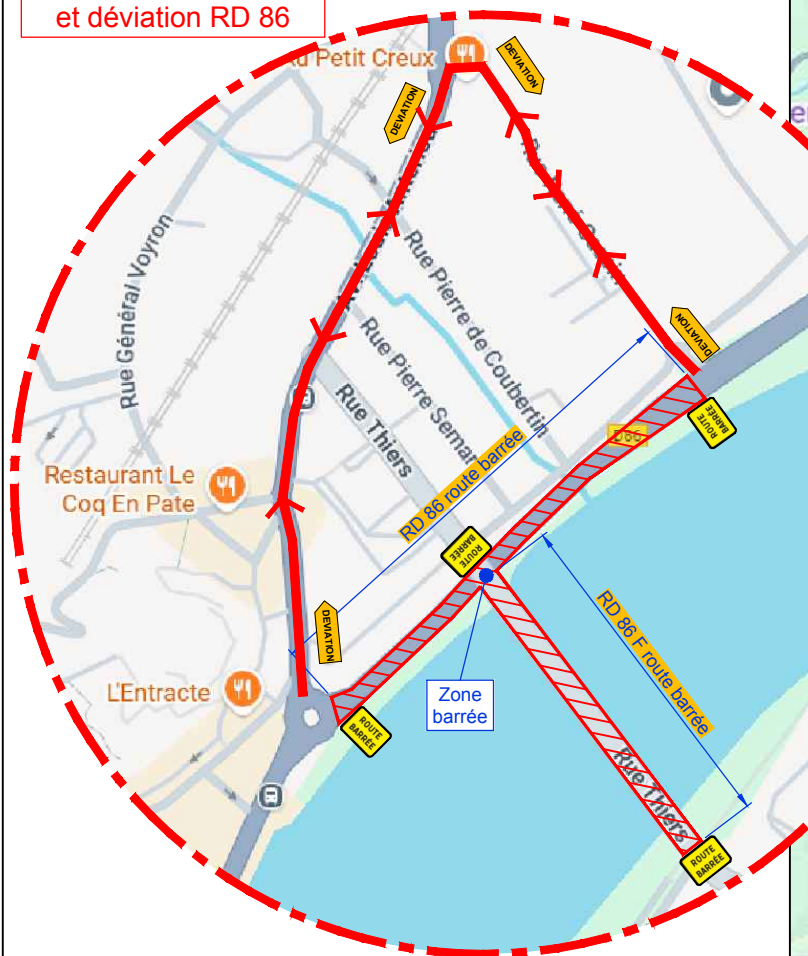 et déviation RD 86
Au Petit Creux
DEVIATION
DEVIATION
Rue Général Voyron
Rue Pierre de Coubertin
Rue Pierre Semard
Rue Thiers
DEVIATION
ROUTE
BARRÉE
D86
RD 86 route barrée
Restaurant Le
Coq En Pate
ROUTE
BARRÉE
RD 86 F route barrée
DEVIATION
L'Entracte
Zone
barrée
ROUTE
BARRÉE
Rue Thiers
ROUTE
BARRÉE